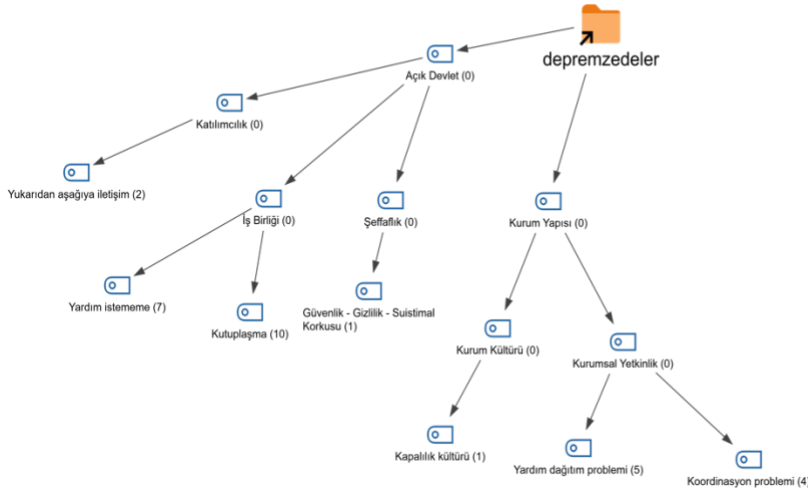 depremzedeler
Açık Devlet (0)
Katılımcılık (0)
Yukarıdan aşağıya iletişim (2)
İş Birliği (0)
Şeffaflık (0)
Kurum Yapısı (0)
Yardım istememe (7)
Kutuplaşma (10)
Güvenlik - Gizlilik - Suistimal
Korkusu (1)
Kurum Kültürü (0)
Kurumsal Yetkinlik (0)
Kapalılık kültürü (1)
Yardım dağıtım problemi (5)
Koordinasyon problemi (4)